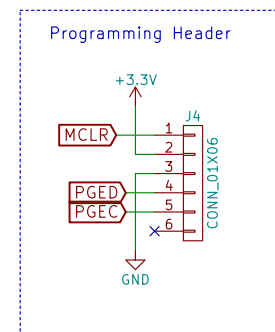 Programming Header
+3.3V
J4
MCLR
1
2
3
PGED
4
PGEC
5
6
CONN_01X06
GND